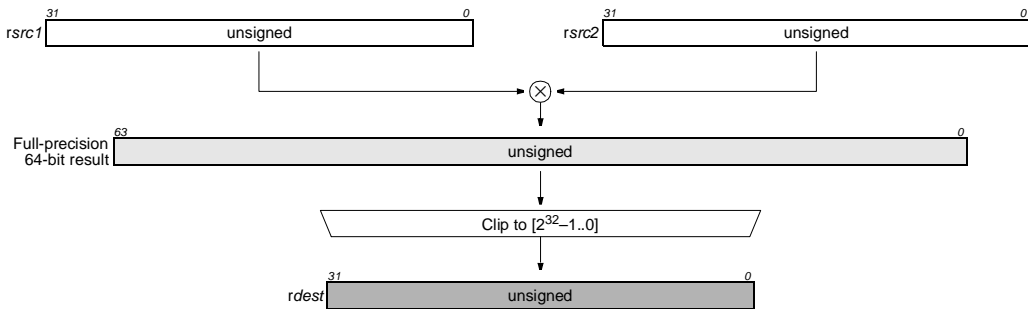 31 0 31 0
rsrc1 unsigned rsrc2 unsigned
×
63 0
Full-precision
64-bit result
unsigned
Clip to [2³²–1..0]
31 0
rdest unsigned